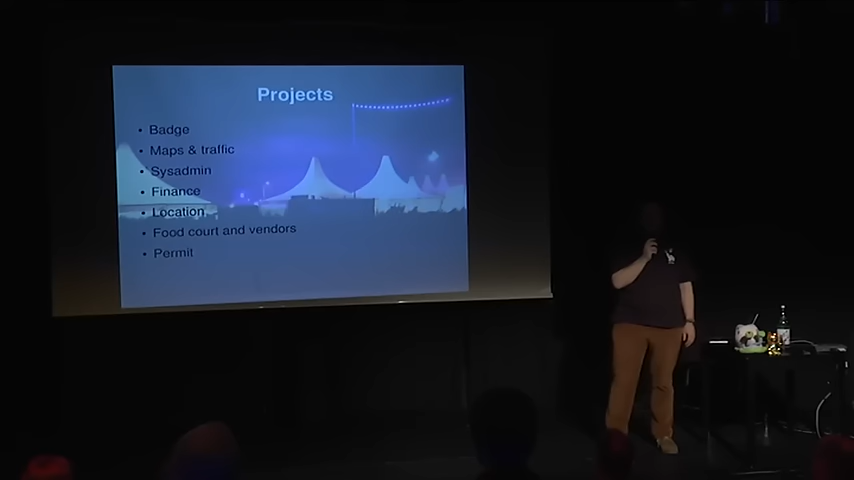 Projects
• Badge
• Maps & traffic
• Sysadmin
• Finance
• Location
• Food court and vendors
• Permit